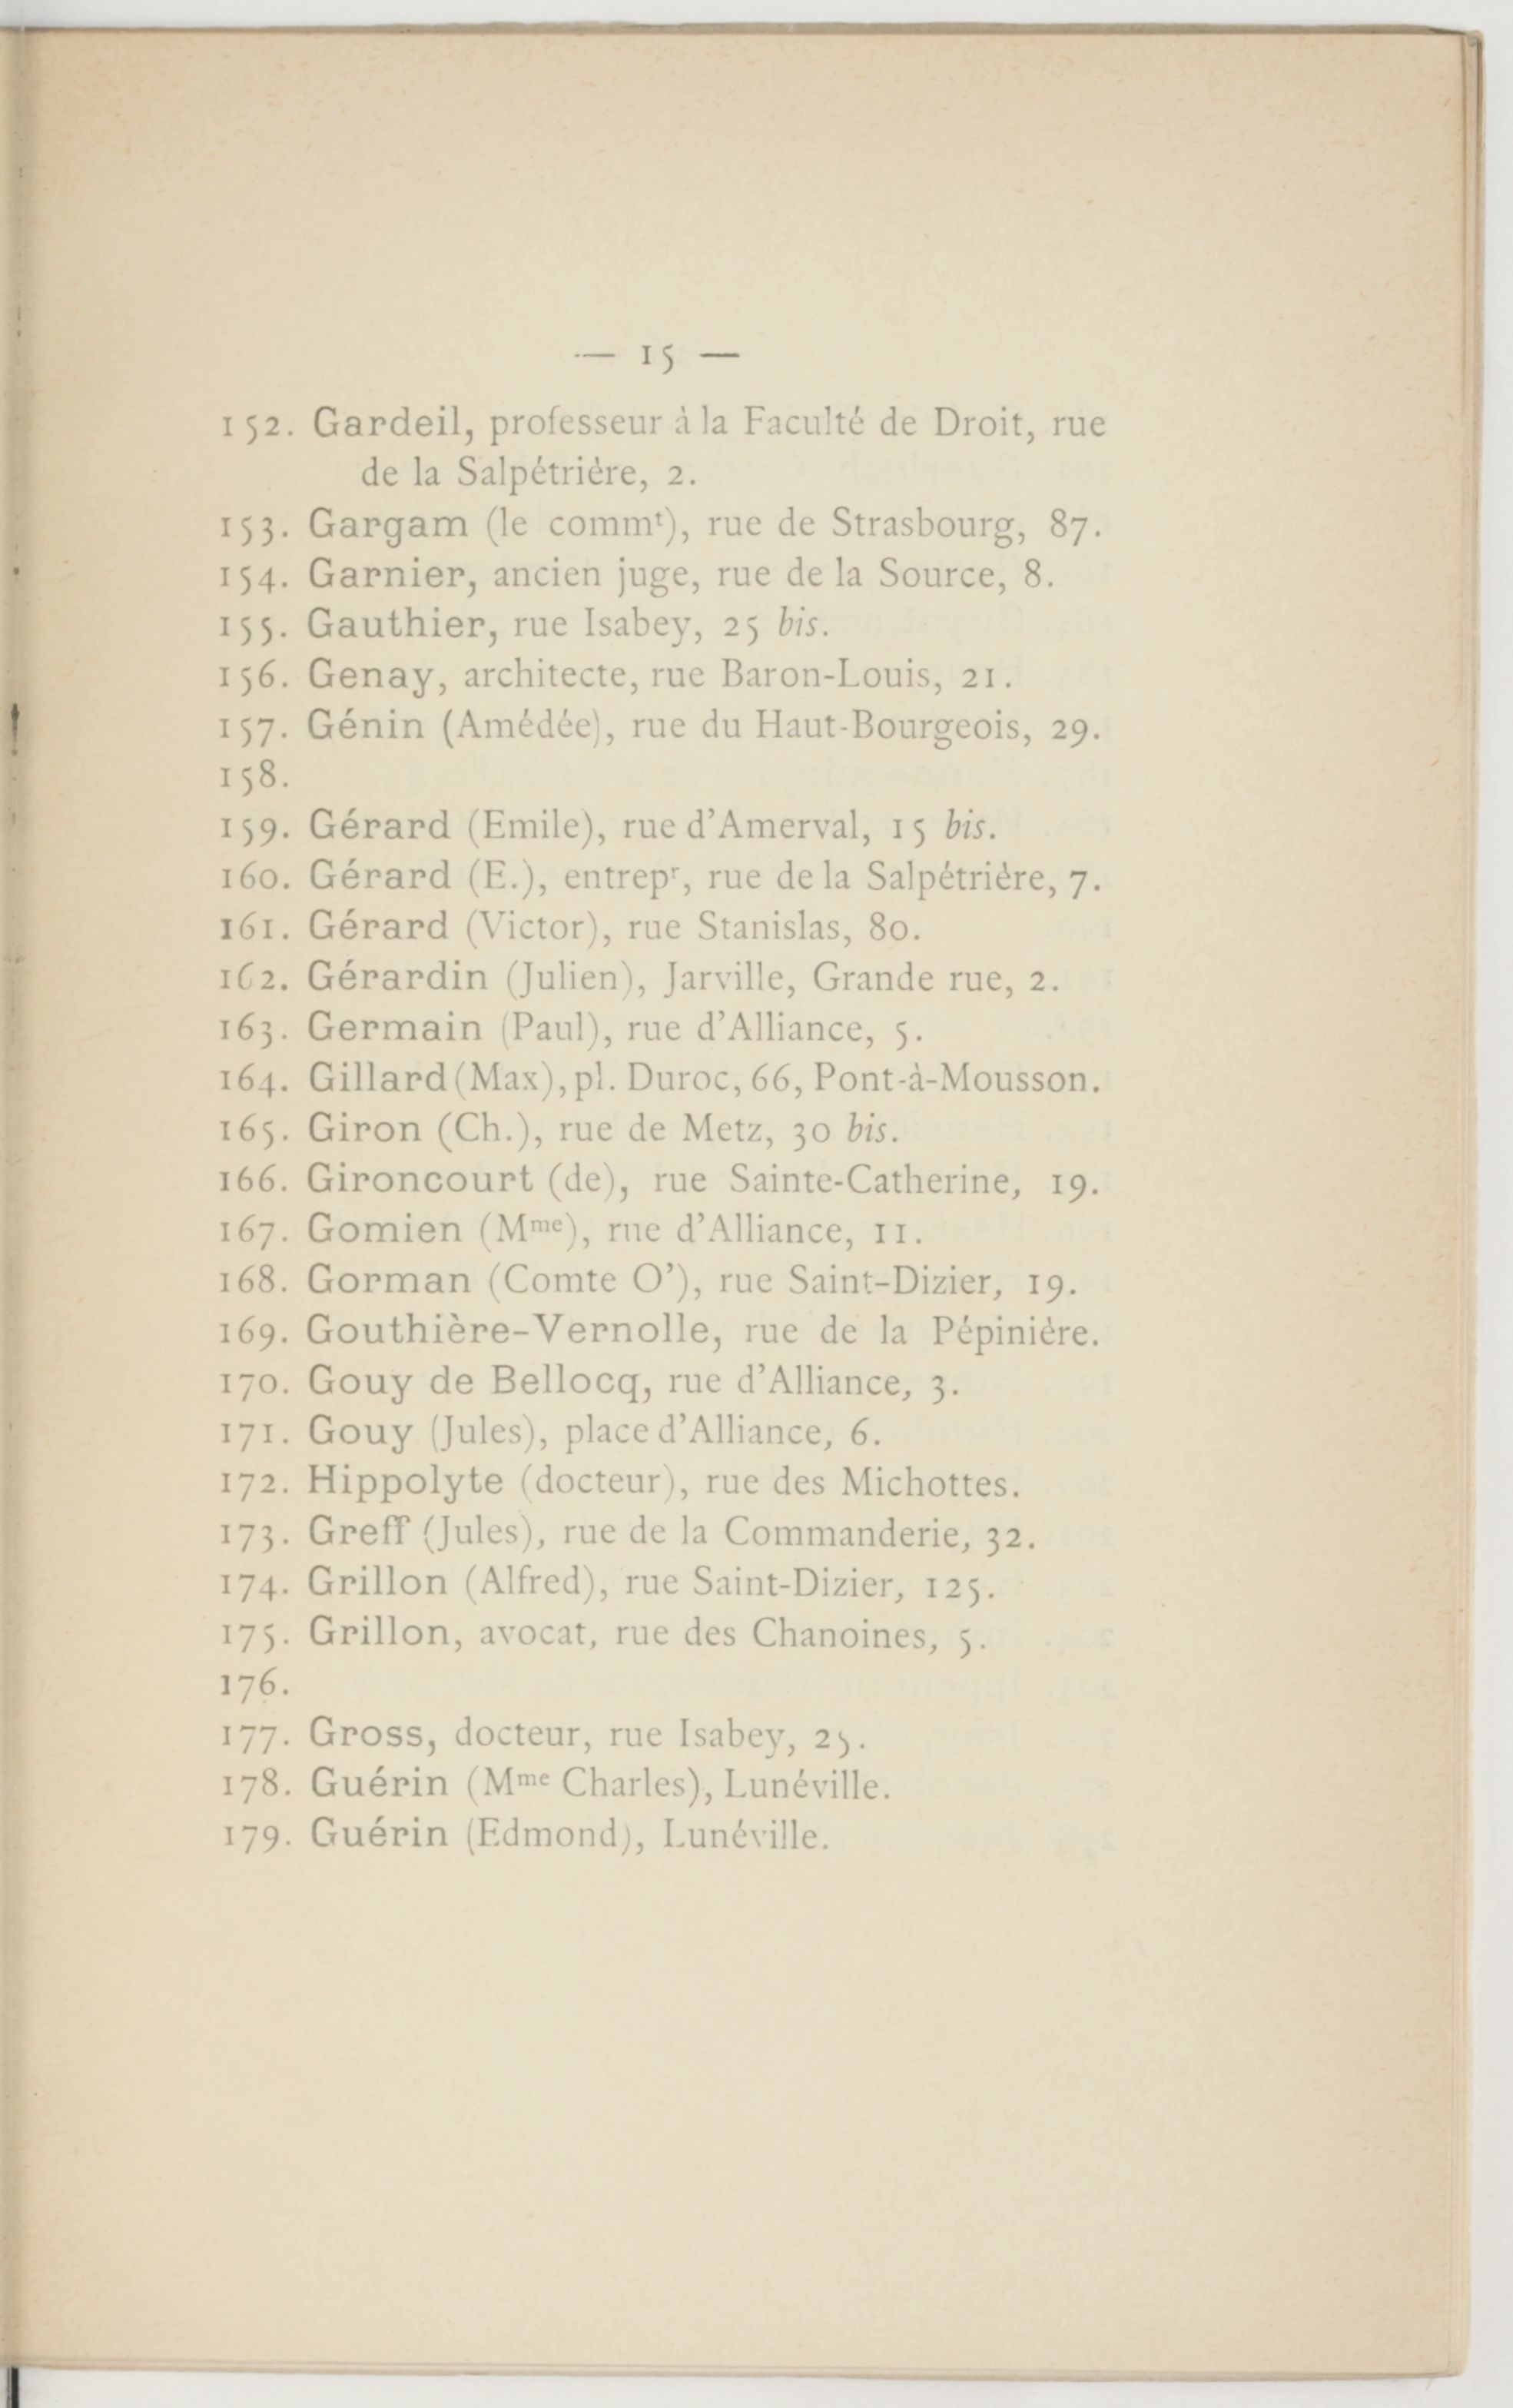 — 15 —
152. Gardeil, professeur à la Faculté de Droit, rue
de la Salpétrière, 2.
153. Gargam (le commᵗ), rue de Strasbourg, 87.
154. Garnier, ancien juge, rue de la Source, 8.
155. Gauthier, rue Isabey, 25 bis.
156. Genay, architecte, rue Baron-Louis, 21.
157. Génin (Amédée), rue du Haut-Bourgeois, 29.
158.
159. Gérard (Emile), rue d'Amerval, 15 bis.
160. Gérard (E.), entrepʳ, rue de la Salpétrière, 7.
161. Gérard (Victor), rue Stanislas, 80.
162. Gérardin (Julien), Jarville, Grande rue, 2.
163. Germain (Paul), rue d'Alliance, 5.
164. Gillard (Max), pl. Duroc, 66, Pont-à-Mousson.
165. Giron (Ch.), rue de Metz, 30 bis.
166. Gironcourt (de), rue Sainte-Catherine, 19.
167. Gomien (Mᵐᵉ), rue d'Alliance, 11.
168. Gorman (Comte O'), rue Saint-Dizier, 19.
169. Gouthière-Vernolle, rue de la Pépinière.
170. Gouy de Bellocq, rue d'Alliance, 3.
171. Gouy (Jules), place d'Alliance, 6.
172. Hippolyte (docteur), rue des Michottes.
173. Greff (Jules), rue de la Commanderie, 32.
174. Grillon (Alfred), rue Saint-Dizier, 125.
175. Grillon, avocat, rue des Chanoines, 5.
176.
177. Gross, docteur, rue Isabey, 25.
178. Guérin (Mᵐᵉ Charles), Lunéville.
179. Guérin (Edmond), Lunéville.